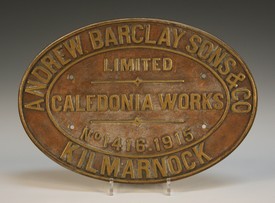 ANDREW BARCLAY SONS & CO
LIMITED
CALEDONIA WORKS
No 1416.1915
KILMARNOCK